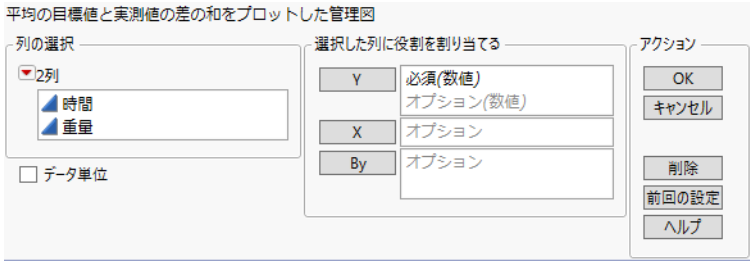 平均の目標値と実測値の差の和をプロットした管理図
列の選択
2列
時間
重量
データ単位
選択した列に役割を割り当てる
Y
必須(数値)
オプション(数値)
X
オプション
By
オプション
アクション
OK
キャンセル
削除
前回の設定
ヘルプ